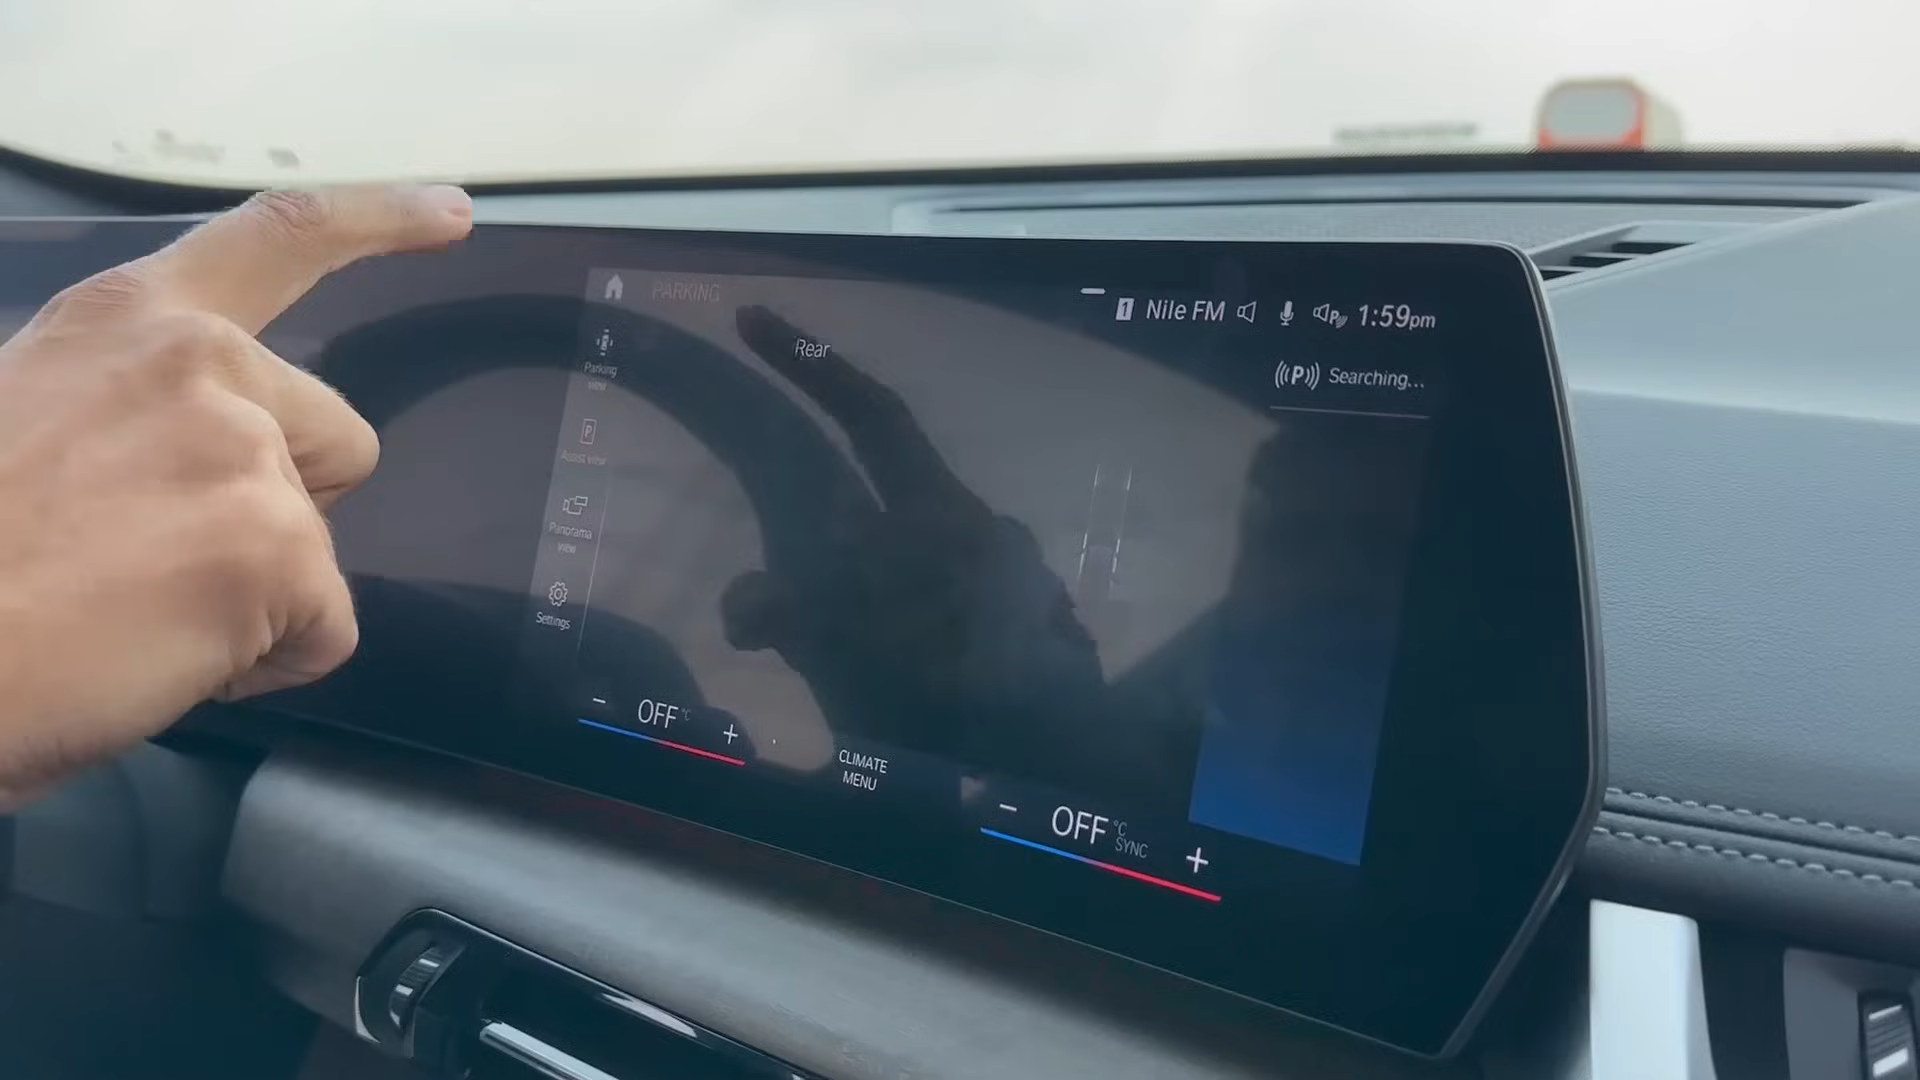 PARKING
1 Nile FM 1:59pm
Rear
(P) Searching...
Parking
view
P
Assist view
Panorama
view
Settings
− OFF °C +
CLIMATE
MENU
− OFF °C
SYNC +